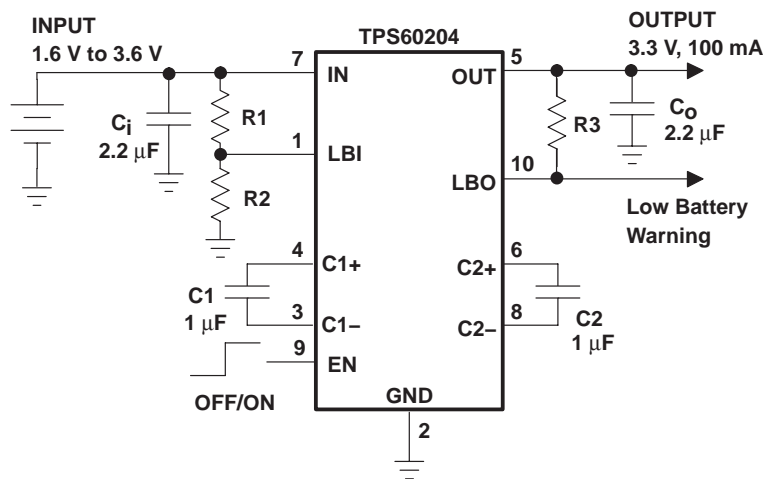 INPUT
1.6 V to 3.6 V
TPS60204
OUTPUT
3.3 V, 100 mA
7
IN
5
OUT
Ci
2.2 μF
R1
R3
Co
2.2 μF
1
LBI
10
LBO
R2
Low Battery
Warning
4
C1+
C2+
6
C1
1 μF
3
C1−
C2−
8
C2
1 μF
9
EN
OFF/ON
GND
2